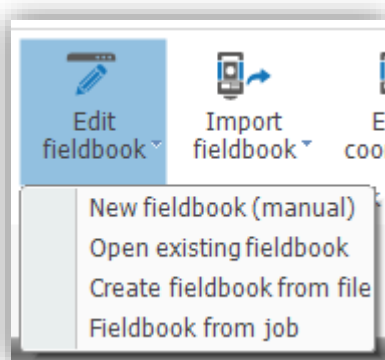 Edit
fieldbook
Import
fieldbook
New fieldbook (manual)
Open existing fieldbook
Create fieldbook from file
Fieldbook from job